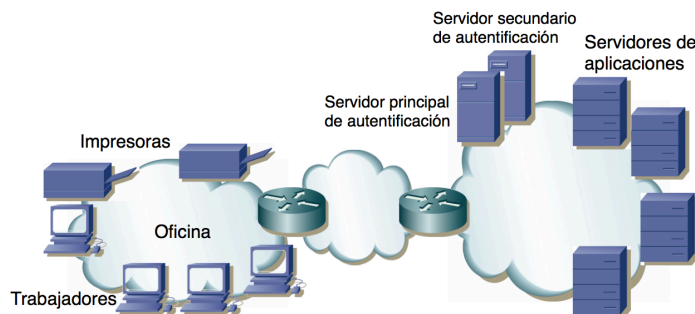 Servidor secundario
de autentificación
Servidores de
aplicaciones
Servidor principal
de autentificación
Impresoras
Oficina
Trabajadores